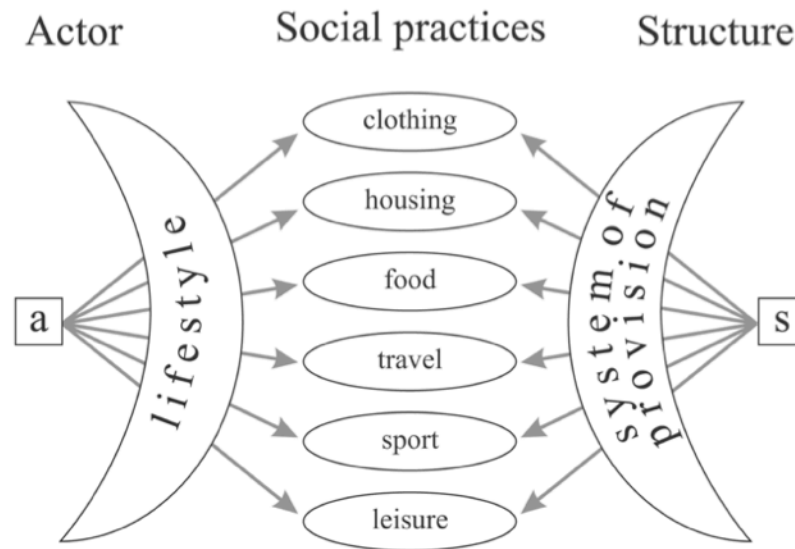 Actor Social practices Structure
clothing
housing
food
travel
sport
leisure
a
lifestyle
system of
provision
s